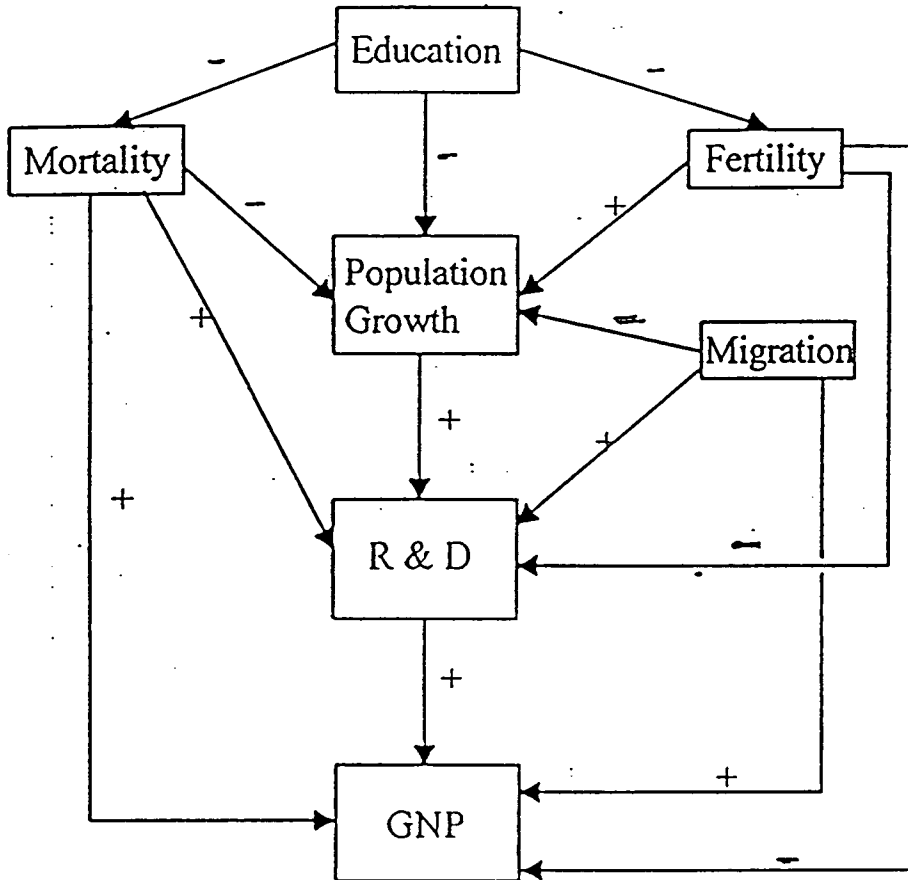 Education
-
-
Mortality
-
Fertility
-
+
Population
Growth
-
Migration
+
+
+
+
R & D
-
+
+
GNP
-